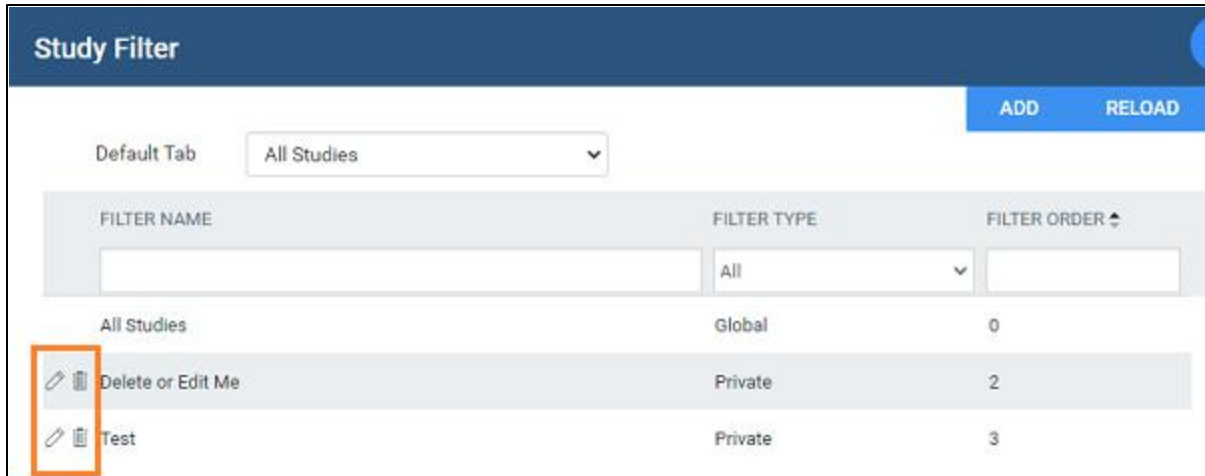 Study Filter
ADD RELOAD
Default Tab All Studies
FILTER NAME FILTER TYPE FILTER ORDER
All
All Studies Global 0
Delete or Edit Me Private 2
Test Private 3